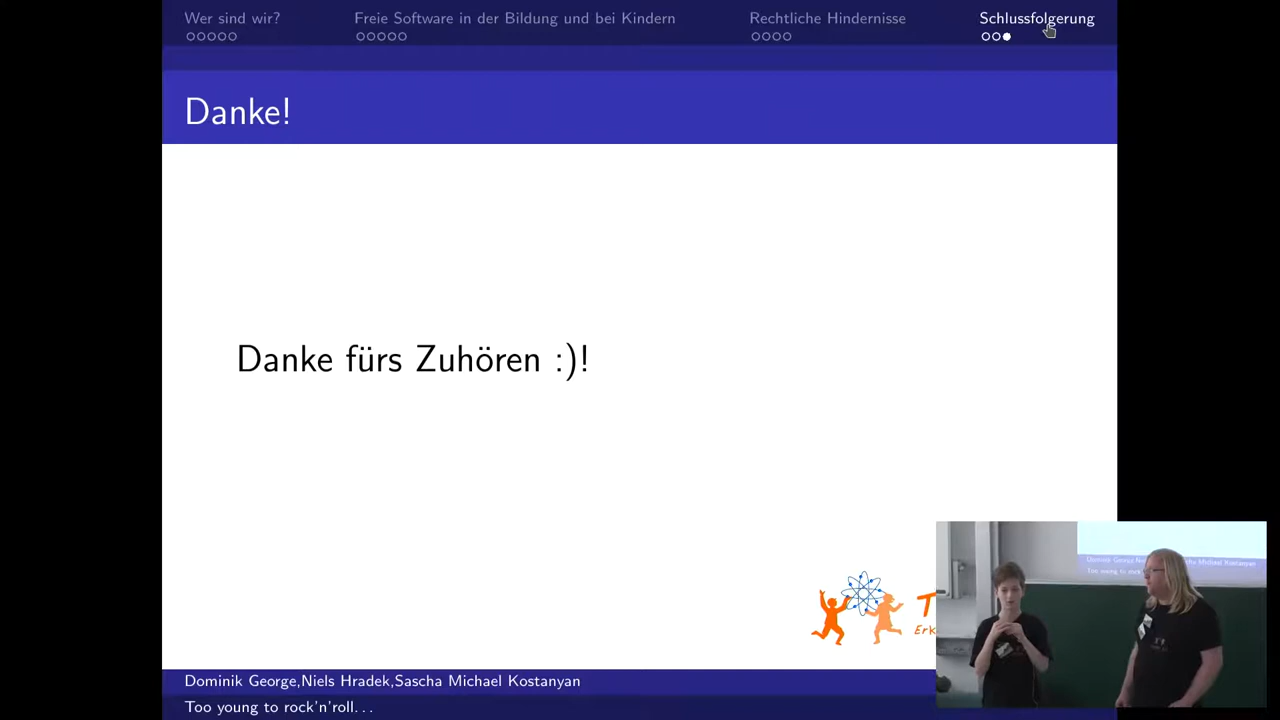 Wer sind wir?
Freie Software in der Bildung und bei Kindern
Rechtliche Hindernisse
Schlussfolgerung
Danke!
Danke fürs Zuhören :)!
T
Erk
Dominik George,Niels Hradek,Sascha Michael Kostanyan
Too young to rock'n'roll...